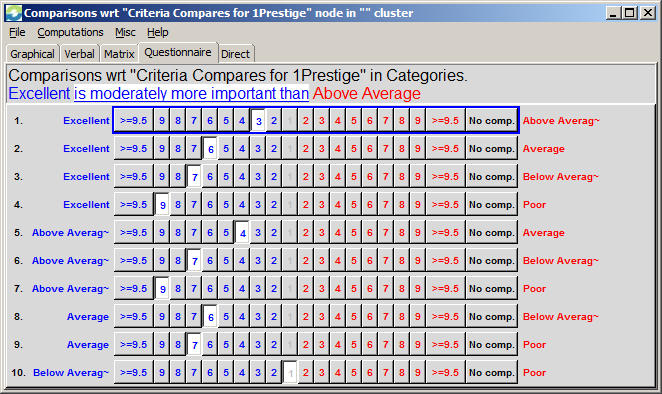 Comparisons wrt "Criteria Compares for 1Prestige" node in "" cluster
File Computations Misc Help
Graphical Verbal Matrix Questionnaire Direct
Comparisons wrt "Criteria Compares for 1Prestige" in Categories.
Excellent is moderately more important than Above Average
1. Excellent >=9.5 9 8 7 6 5 4 3 2 1 2 3 4 5 6 7 8 9 >=9.5 No comp. Above Averag~
2. Excellent >=9.5 9 8 7 6 5 4 3 2 1 2 3 4 5 6 7 8 9 >=9.5 No comp. Average
3. Excellent >=9.5 9 8 7 6 5 4 3 2 1 2 3 4 5 6 7 8 9 >=9.5 No comp. Below Averag~
4. Excellent >=9.5 9 8 7 6 5 4 3 2 1 2 3 4 5 6 7 8 9 >=9.5 No comp. Poor
5. Above Averag~ >=9.5 9 8 7 6 5 4 3 2 1 2 3 4 5 6 7 8 9 >=9.5 No comp. Average
6. Above Averag~ >=9.5 9 8 7 6 5 4 3 2 1 2 3 4 5 6 7 8 9 >=9.5 No comp. Below Averag~
7. Above Averag~ >=9.5 9 8 7 6 5 4 3 2 1 2 3 4 5 6 7 8 9 >=9.5 No comp. Poor
8. Average >=9.5 9 8 7 6 5 4 3 2 1 2 3 4 5 6 7 8 9 >=9.5 No comp. Below Averag~
9. Average >=9.5 9 8 7 6 5 4 3 2 1 2 3 4 5 6 7 8 9 >=9.5 No comp. Poor
10. Below Averag~ >=9.5 9 8 7 6 5 4 3 2 1 2 3 4 5 6 7 8 9 >=9.5 No comp. Poor